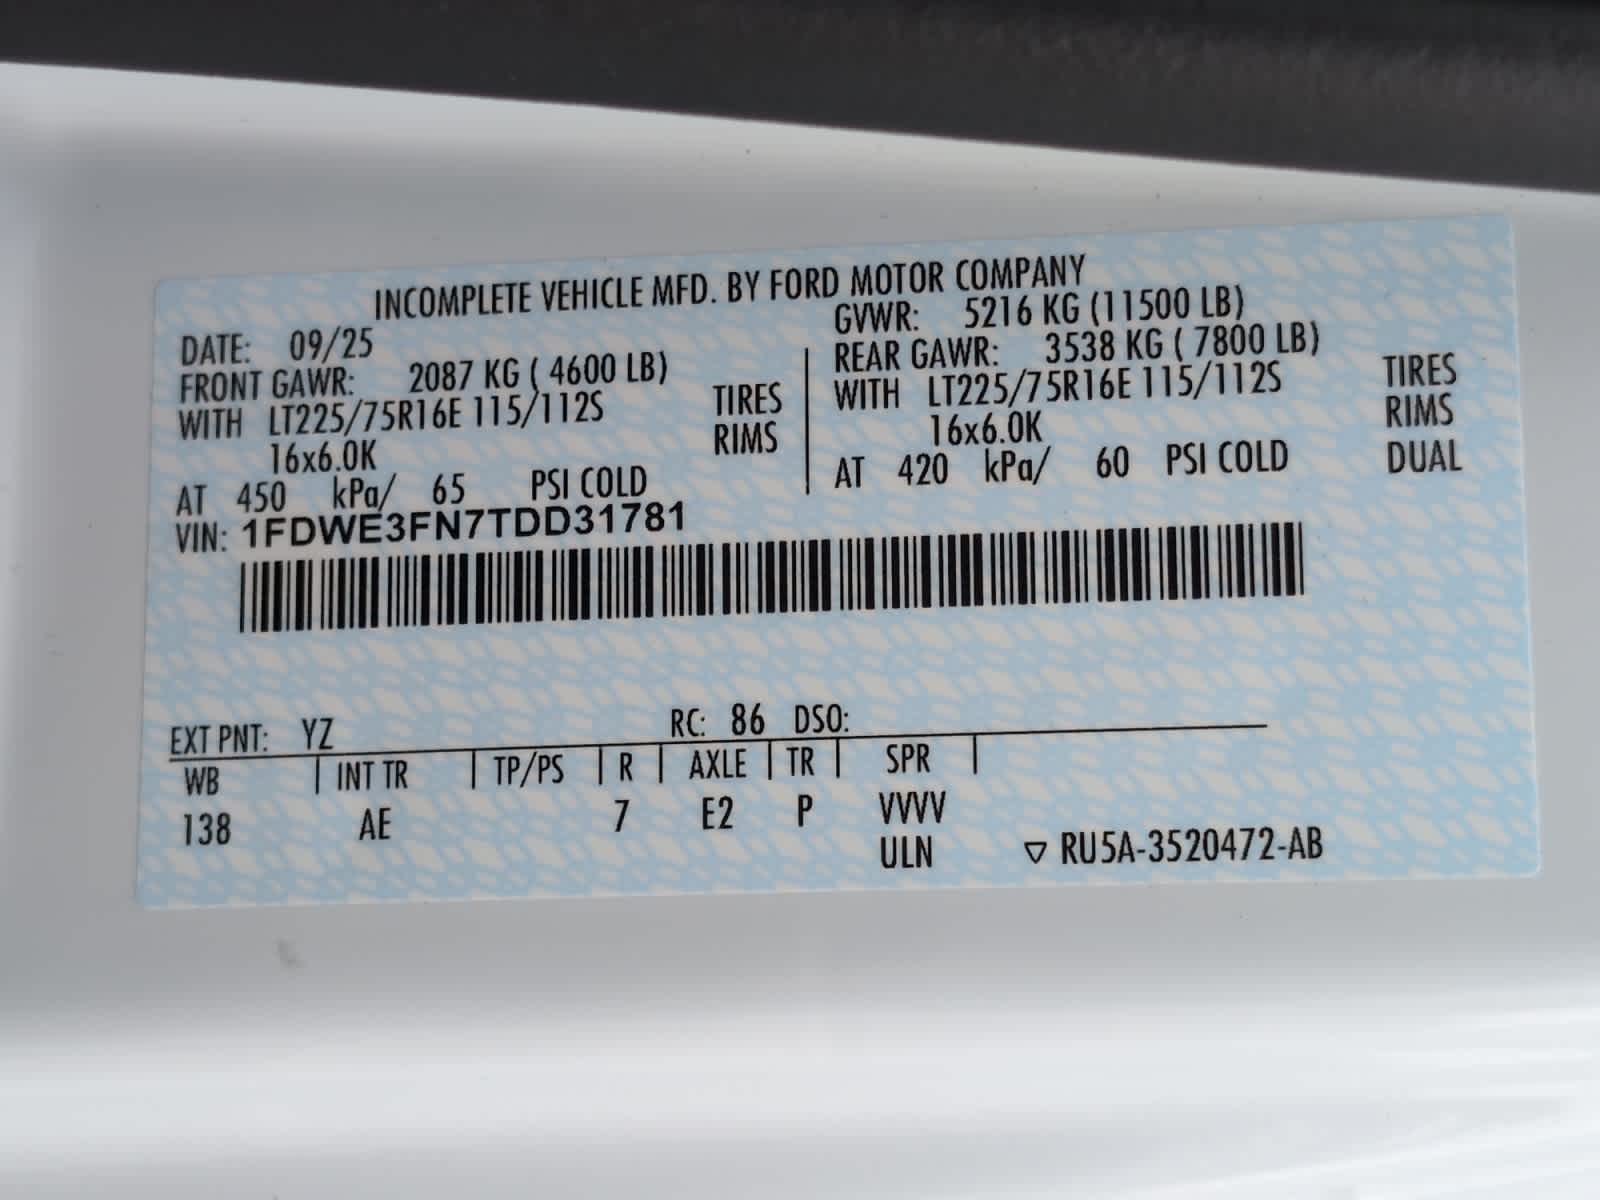 INCOMPLETE VEHICLE MFD. BY FORD MOTOR COMPANY
DATE: 09/25
FRONT GAWR: 2087 KG ( 4600 LB)
WITH LT225/75R16E 115/112S TIRES
16x6.0K RIMS
AT 450 kPa/ 65 PSI COLD
GVWR: 5216 KG (11500 LB)
REAR GAWR: 3538 KG ( 7800 LB)
WITH LT225/75R16E 115/112S TIRES
16x6.0K RIMS
AT 420 kPa/ 60 PSI COLD DUAL
VIN: 1FDWE3FN7TDD31781
EXT PNT: YZ RC: 86 DSO:
WB | INT TR | TP/PS | R | AXLE | TR | SPR |
138 AE 7 E2 P VVVV
ULN ▽ RU5A-3520472-AB